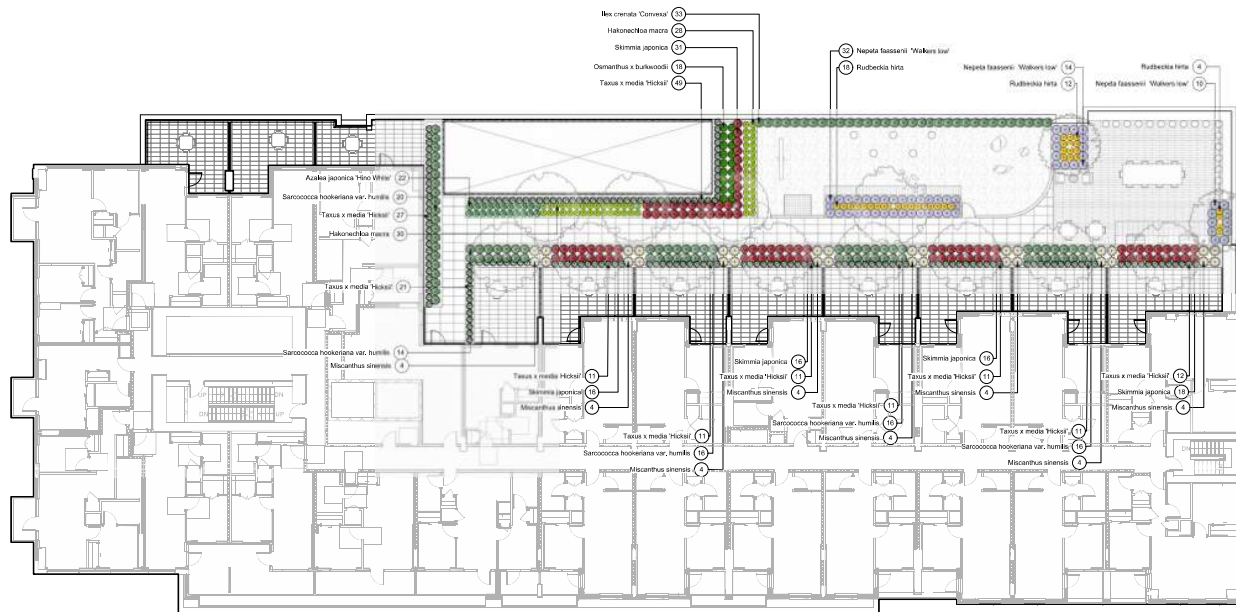 Ilex crenata 'Convexa' 33
Hakonechloa macra 28
Skimmia japonica 31
Osmanthus x burkwoodii 18
Taxus x media 'Hicksii' 49
32 Nepeta faassenii 'Walkers low'
18 Rudbeckia hirta
Nepeta faassenii 'Walkers low' 14
Rudbeckia hirta 12
Rudbeckia hirta 4
Nepeta faassenii 'Walkers low' 10
Azalea japonica 'Hino White' 22
Sarcococca hookeriana var. humilis 20
Taxus x media 'Hicksii' 27
Hakonechloa macra 30
Taxus x media 'Hicksii' 21
Sarcococca hookeriana var. humilis 14
Miscanthus sinensis 4
Taxus x media 'Hicksii' 11
Skimmia japonica 16
Miscanthus sinensis 4
Taxus x media 'Hicksii' 11
Sarcococca hookeriana var. humilis 16
Miscanthus sinensis 4
Skimmia japonica 16
Taxus x media 'Hicksii' 11
Miscanthus sinensis 4
Taxus x media 'Hicksii' 11
Sarcococca hookeriana var. humilis 16
Miscanthus sinensis 4
Skimmia japonica 16
Taxus x media 'Hicksii' 11
Miscanthus sinensis 4
Taxus x media 'Hicksii' 11
Sarcococca hookeriana var. humilis 16
Miscanthus sinensis 4
Taxus x media 'Hicksii' 12
Skimmia japonica 18
Miscanthus sinensis 4
UP
DN
DN
UP
DN